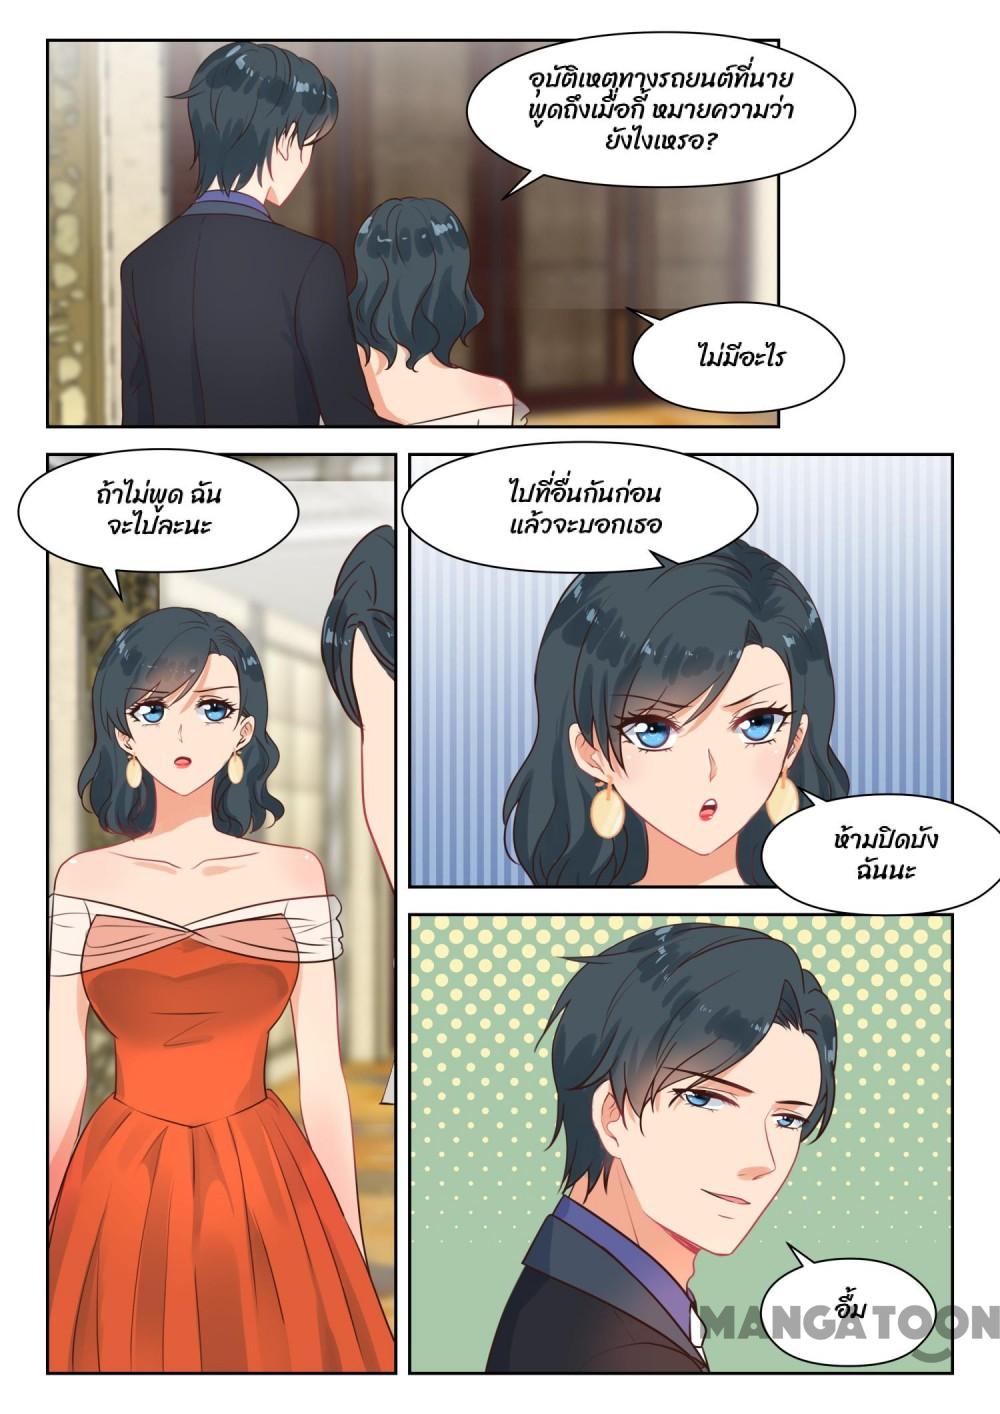 อุบัติเหตุทางรถยนต์ที่นาย
พูดถึงเมื่อกี้ หมายความว่า
ยังไงเหรอ?
ไม่มีอะไร
ถ้าไม่พูด ฉัน
จะไปละนะ
ไปที่อื่นกันก่อน
แล้วจะบอกเธอ
ห้ามปิดบัง
ฉันนะ
อื้ม
MANGATOON